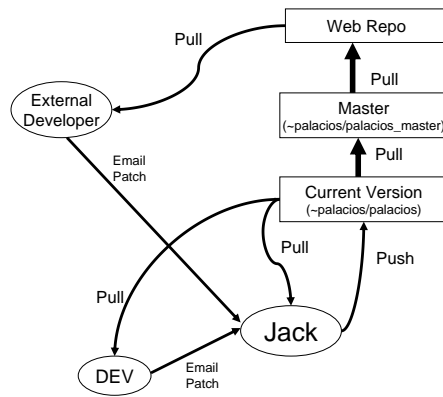 Web Repo
Pull
Pull
External
Developer
Master
(~palacios/palacios_master)
Pull
Email
Patch
Current Version
(~palacios/palacios)
Pull
Push
Pull
Jack
DEV
Email
Patch